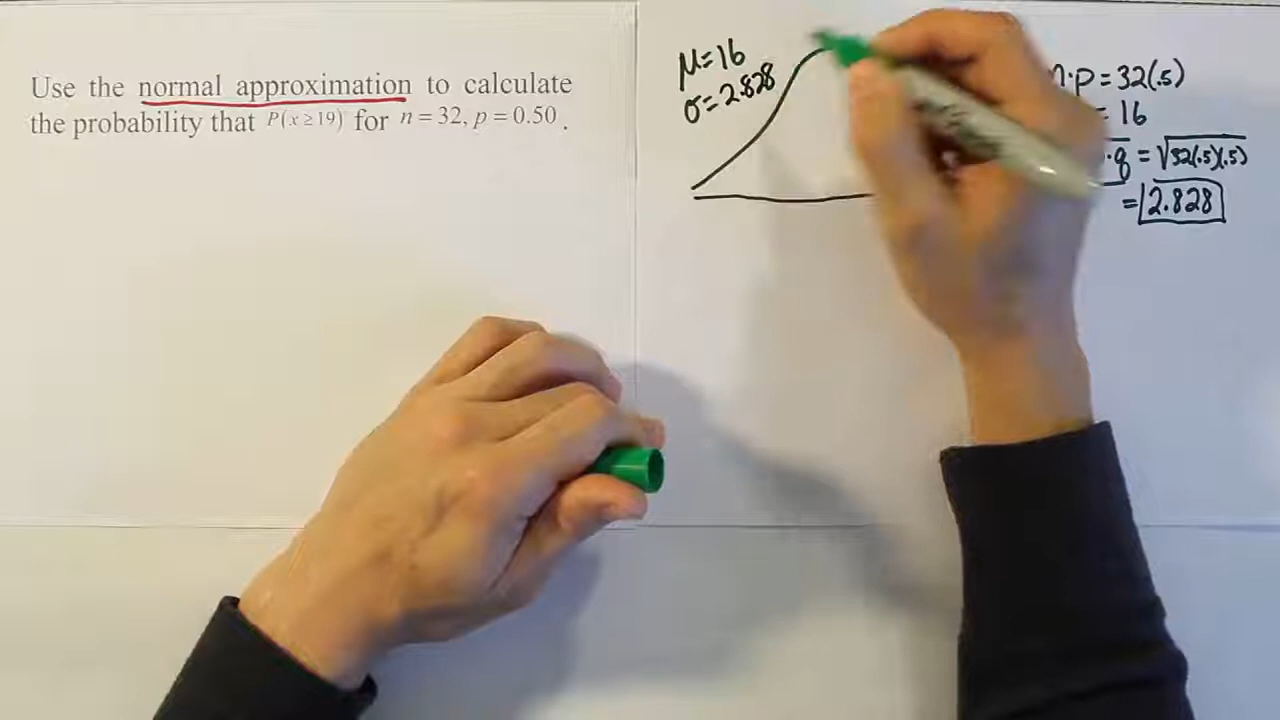 Use the normal approximation to calculate
the probability that P(x ≥ 19) for n = 32, p = 0.50 .
μ=16
σ=2.828
n·p = 32(.5)
= 16
·q = √32(.5)(.5)
= 2.828